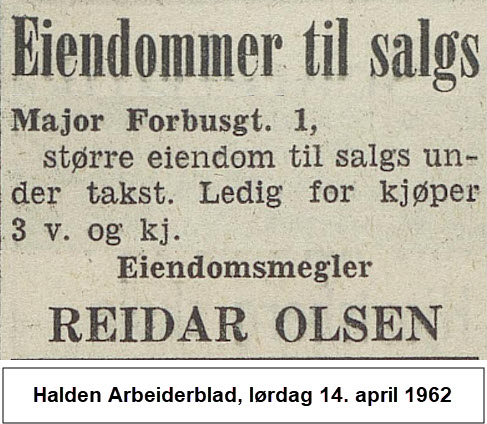 Eiendommer til salgs
Major Forbusgt. 1,
større eiendom til salgs un-
der takst. Ledig for kjøper
3 v. og kj.
Eiendomsmegler
REIDAR OLSEN
Halden Arbeiderblad, lørdag 14. april 1962